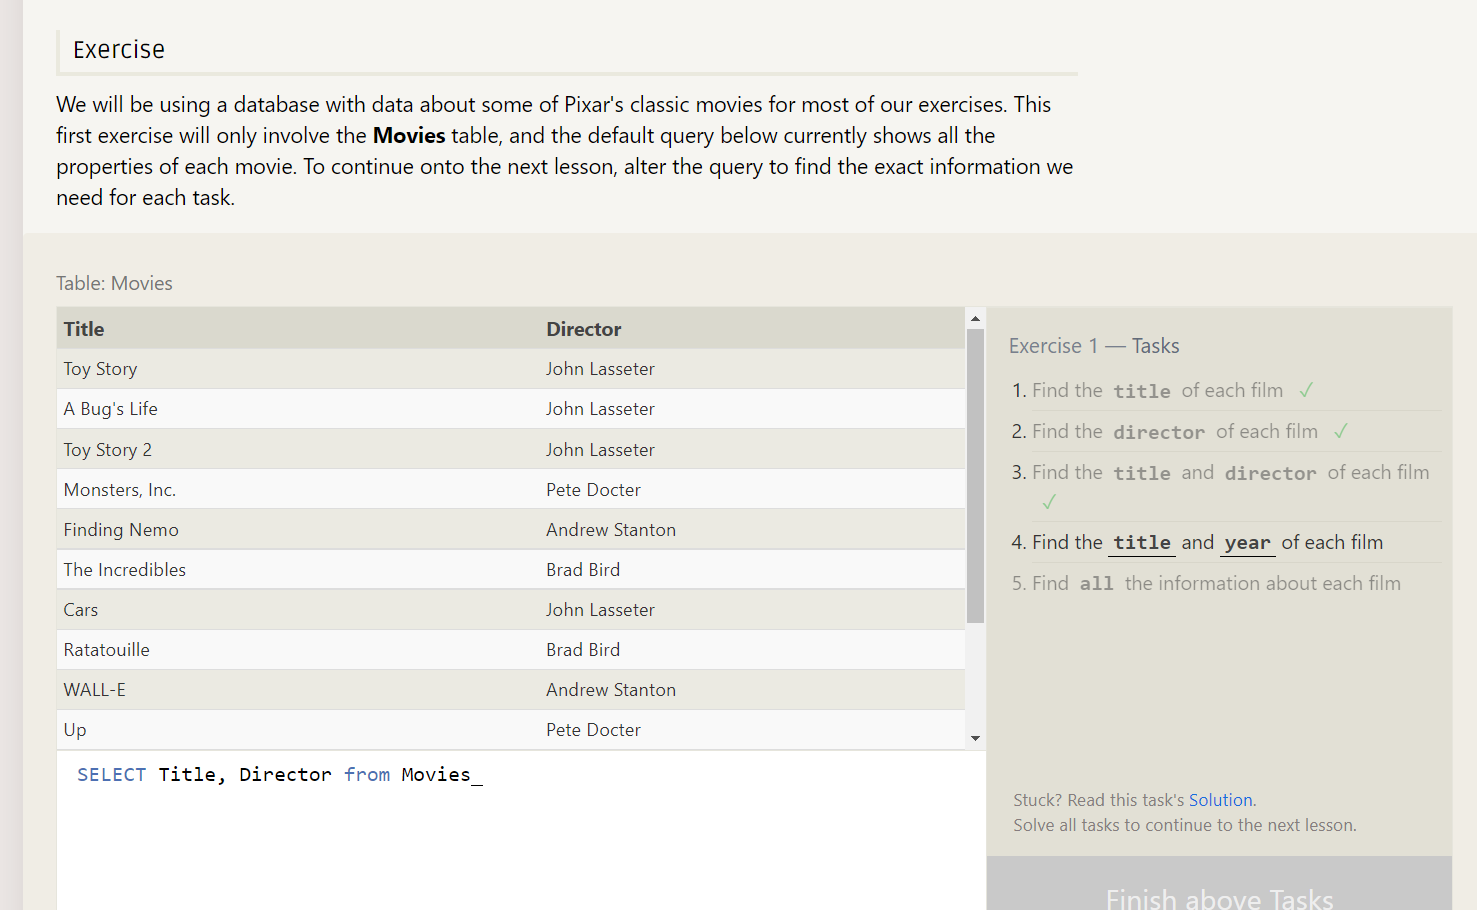 Exercise
We will be using a database with data about some of Pixar's classic movies for most of our exercises. This
first exercise will only involve the Movies table, and the default query below currently shows all the
properties of each movie. To continue onto the next lesson, alter the query to find the exact information we
need for each task.
Table: Movies
Title Director
Toy Story John Lasseter
A Bug's Life John Lasseter
Toy Story 2 John Lasseter
Monsters, Inc. Pete Docter
Finding Nemo Andrew Stanton
The Incredibles Brad Bird
Cars John Lasseter
Ratatouille Brad Bird
WALL-E Andrew Stanton
Up Pete Docter
SELECT Title, Director from Movies_
Exercise 1 — Tasks
1. Find the title of each film ✓
2. Find the director of each film ✓
3. Find the title and director of each film
✓
4. Find the title and year of each film
5. Find all the information about each film
Stuck? Read this task's Solution.
Solve all tasks to continue to the next lesson.
Finish above Tasks